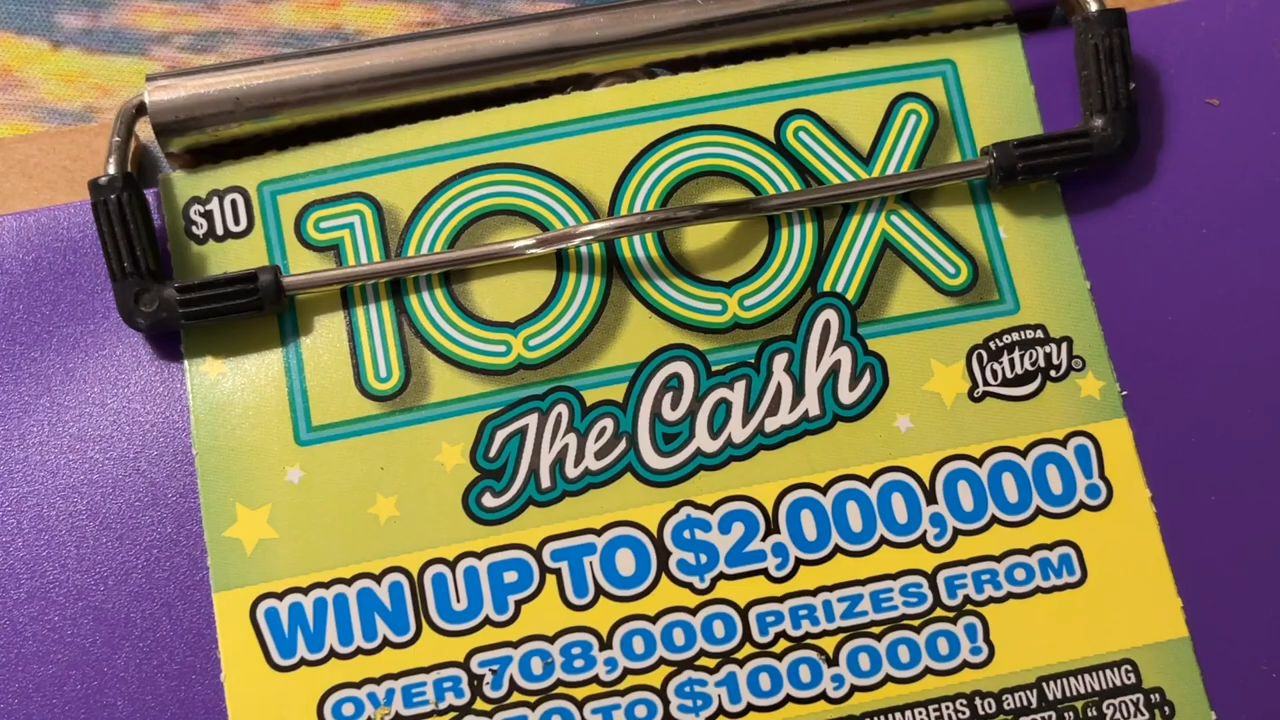 $10
100X
The Cash
FLORIDA
Lottery®
WIN UP TO $2,000,000!
OVER 708,000 PRIZES FROM
TO $100,000!
NUMBERS to any WINNING
"20X",